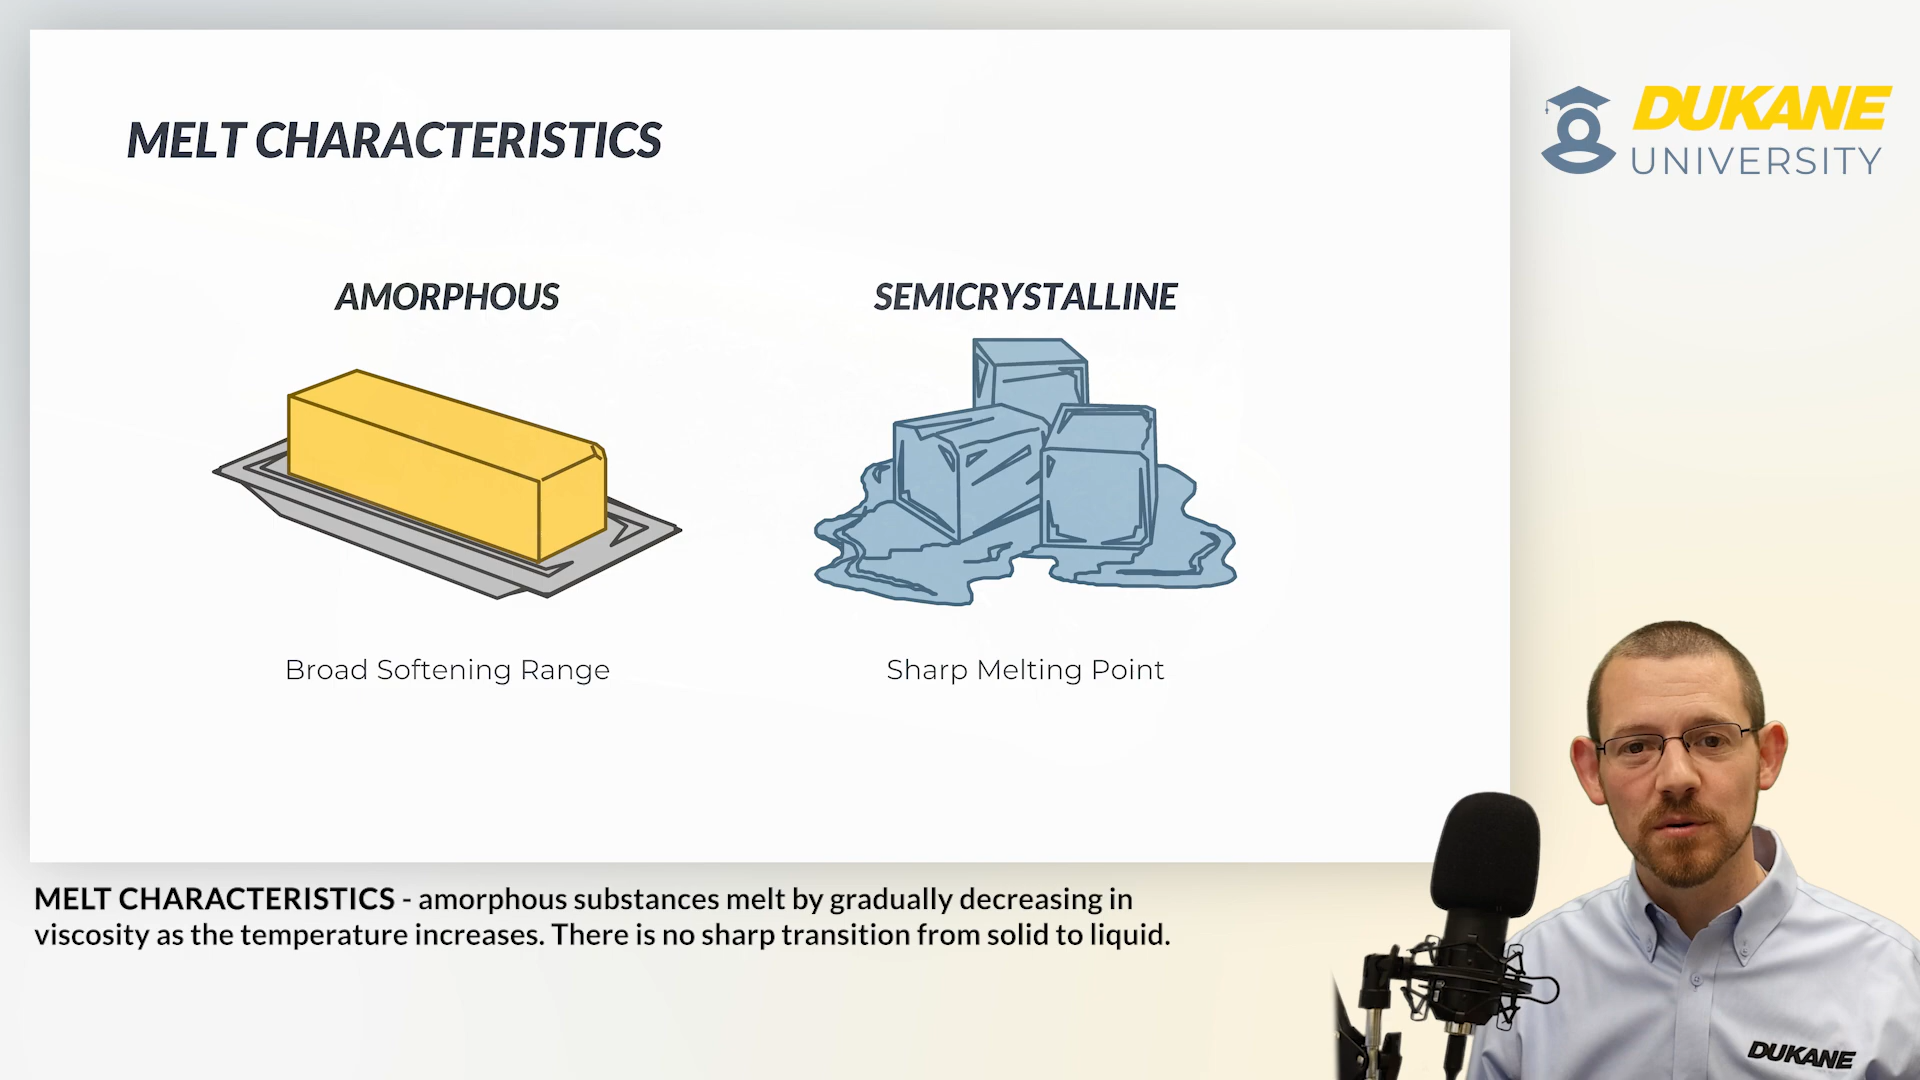 MELT CHARACTERISTICS
DUKANE
UNIVERSITY
AMORPHOUS
SEMICRYSTALLINE
Broad Softening Range
Sharp Melting Point
MELT CHARACTERISTICS - amorphous substances melt by gradually decreasing in
viscosity as the temperature increases. There is no sharp transition from solid to liquid.
DUKANE